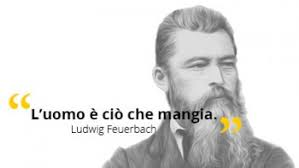 “
L’uomo è ciò che mangia.
Ludwig Feuerbach
”